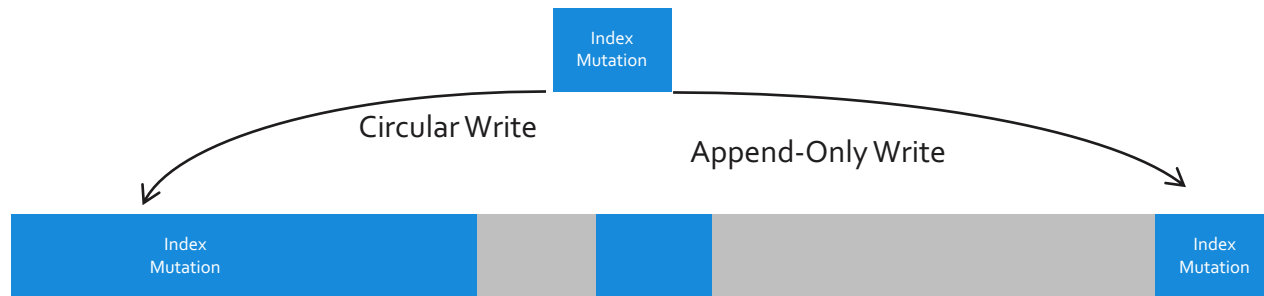 Index
Mutation
Circular Write
Append-Only Write
Index
Mutation
Index
Mutation